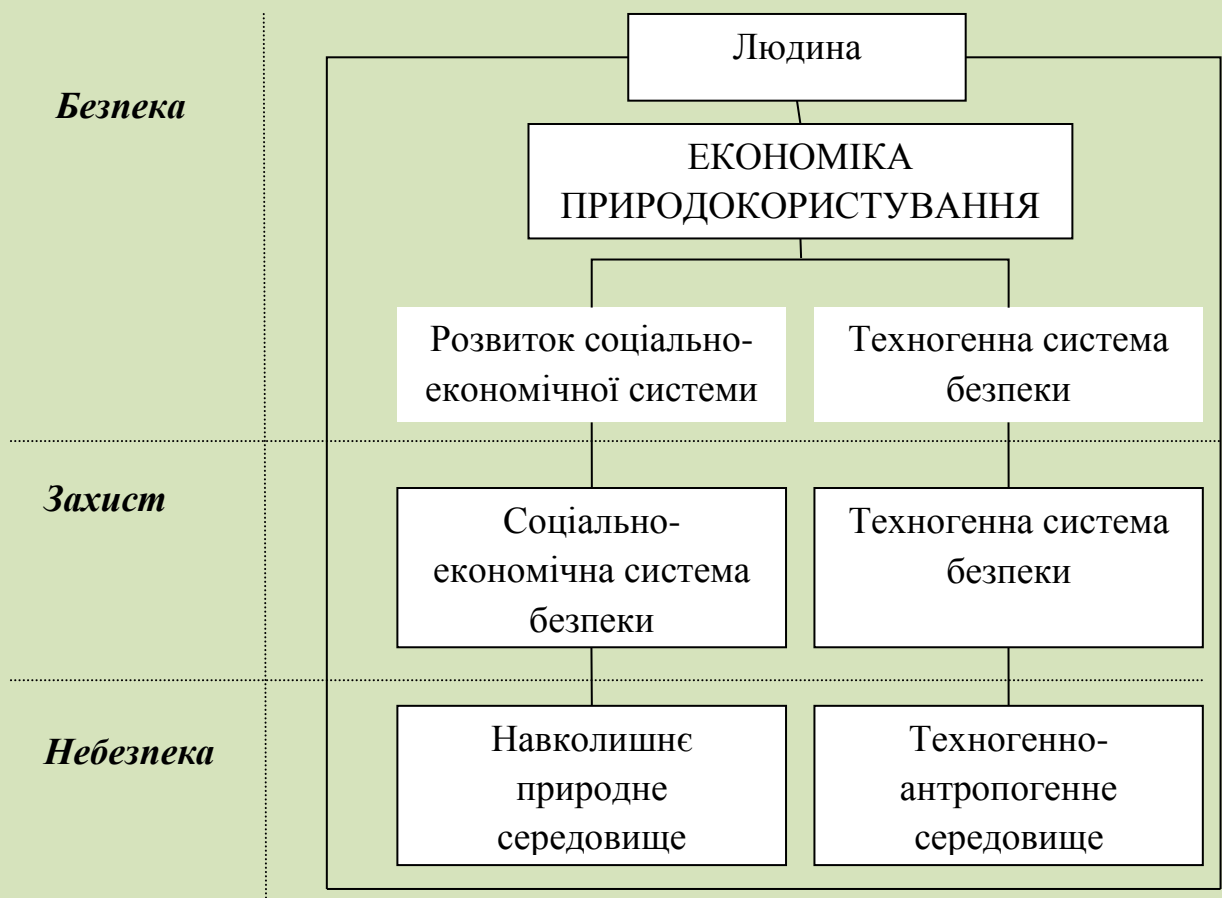 Людина
Безпека
ЕКОНОМІКА
ПРИРОДОКОРИСТУВАННЯ
Розвиток соціально-
економічної системи
Техногенна система
безпеки
Захист
Соціально-
економічна система
безпеки
Техногенна система
безпеки
Небезпека
Навколишнє
природне
середовище
Техногенно-
антропогенне
середовище